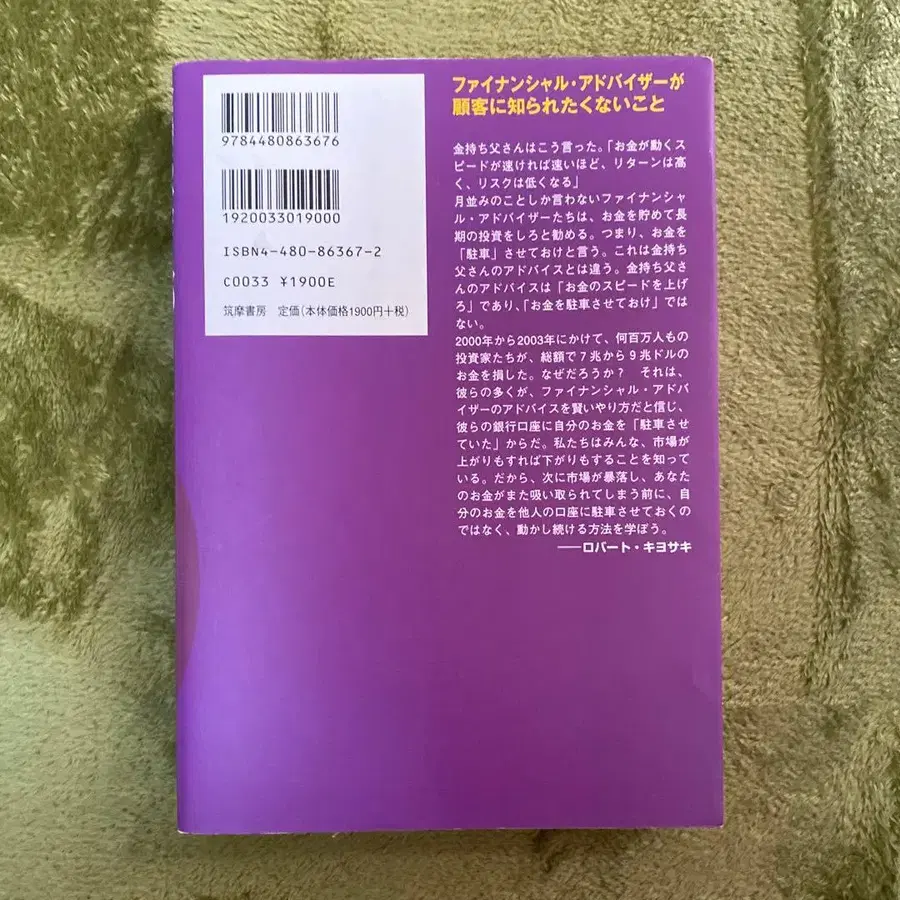 9784480863676
1920033019000
ISBN4-480-86367-2
C0033 ¥1900E
筑摩書房 定価(本体価格1900円+税)
ファイナンシャル・アドバイザーが
顧客に知られたくないこと
金持ち父さんはこう言った。「お金が動くス
ピードが速ければ速いほど、リターンは高
く、リスクは低くなる」
月並みのことしか言わないファイナンシャ
ル・アドバイザーたちは、お金を貯めて長
期の投資をしろと勧める。つまり、お金を
「駐車」させておけと言う。これは金持ち
父さんのアドバイスとは違う。金持ち父さ
んのアドバイスは「お金のスピードを上げ
ろ」であり、「お金を駐車させておけ」では
ない。
2000年から2003年にかけて、何百万人もの
投資家たちが、総額で7兆から9兆ドルの
お金を損した。なぜだろうか? それは、
彼らの多くが、ファイナンシャル・アドバ
イザーのアドバイスを賢いやり方だと信じ、
彼らの銀行口座に自分のお金を「駐車させ
ていた」からだ。私たちはみんな、市場が
上がりもすれば下がりもすることを知って
いる。だから、次に市場が暴落し、あなた
のお金がまた吸い取られてしまう前に、自
分のお金を他人の口座に駐車させておくの
ではなく、動かし続ける方法を学ぼう。
――ロバート・キヨサキ